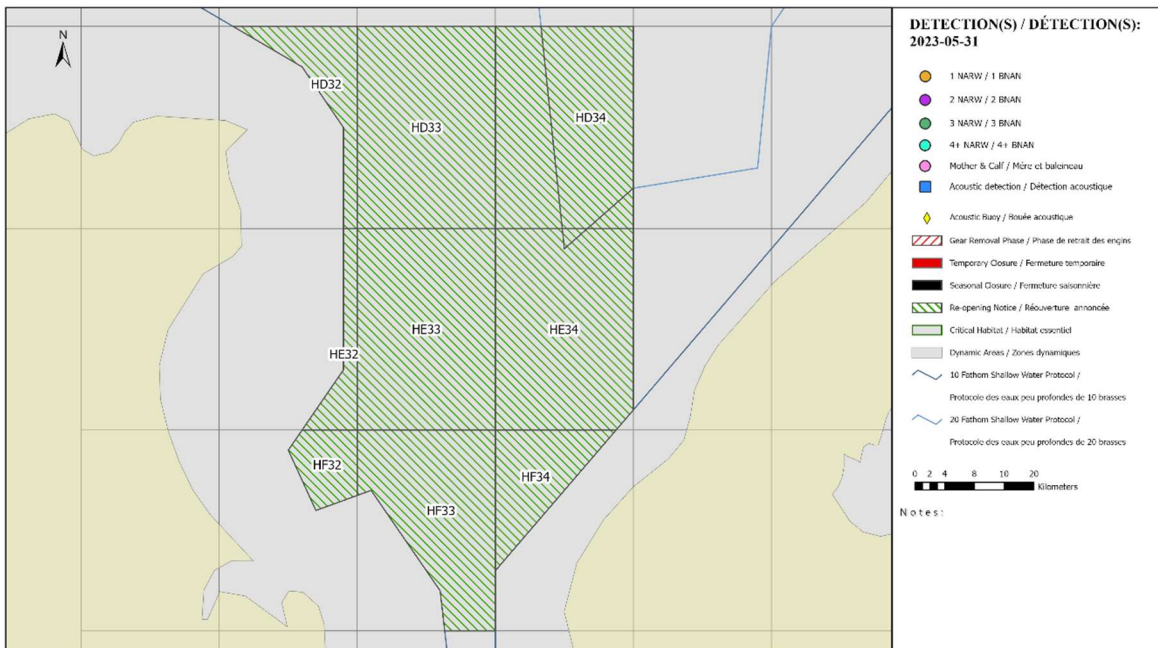 N
HD32
HD33
HD34
HE32
HE33
HE34
HF32
HF33
HF34
DETECTION(S) / DÉTECTION(S):
2023-05-31
1 NARW / 1 BNAN
2 NARW / 2 BNAN
3 NARW / 3 BNAN
4+ NARW / 4+ BNAN
Mother & Calf / Mère et baleineau
Acoustic detection / Détection acoustique
Acoustic Buoy / Bouée acoustique
Gear Removal Phase / Phase de retrait des engins
Temporary Closure / Fermeture temporaire
Seasonal Closure / Fermeture saisonnière
Re-opening Notice / Réouverture annoncée
Critical Habitat / Habitat essentiel
Dynamic Areas / Zones dynamiques
10 Fathom Shallow Water Protocol /
Protocole des eaux peu profondes de 10 brasses
20 Fathom Shallow Water Protocol /
Protocole des eaux peu profondes de 20 brasses
0 2 4 8 10 20
Kilometers
Notes: